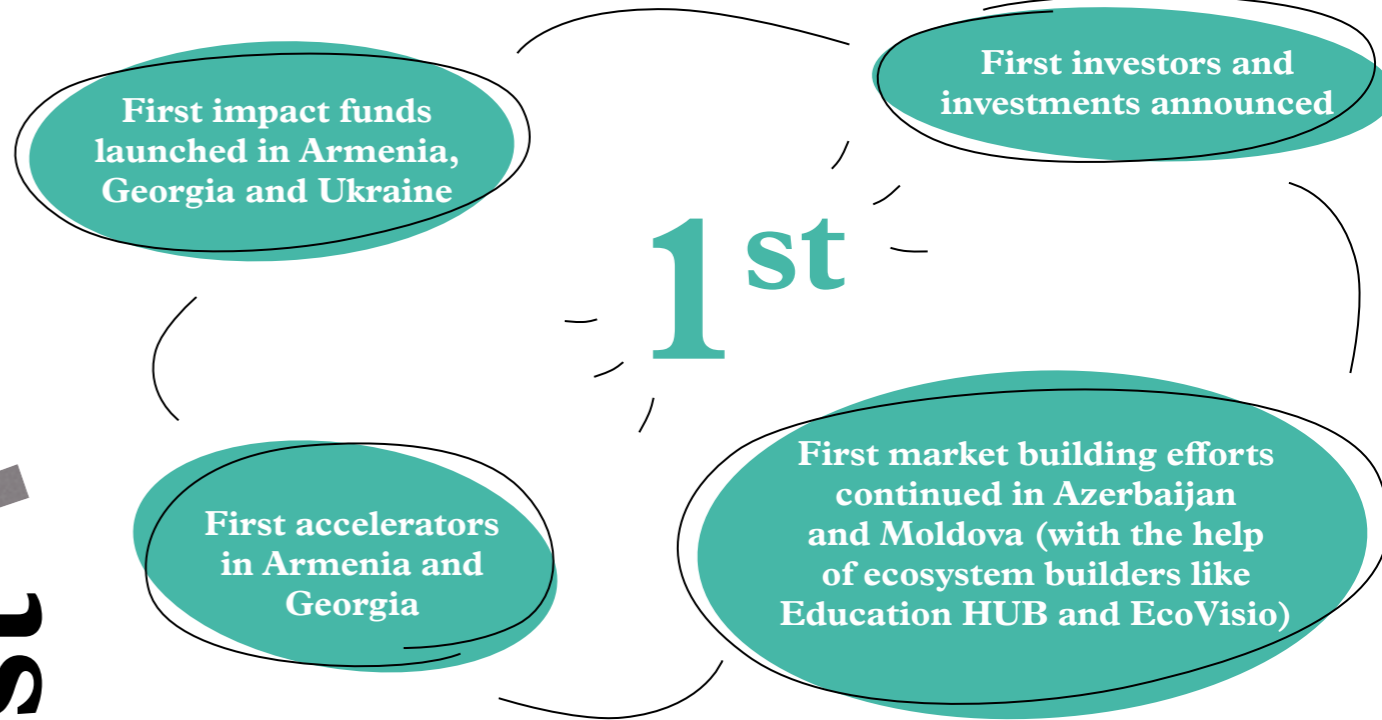 First impact funds
launched in Armenia,
Georgia and Ukraine
First investors and
investments announced
1st
First accelerators
in Armenia and
Georgia
First market building efforts
continued in Azerbaijan
and Moldova (with the help
of ecosystem builders like
Education HUB and EcoVisio)
st